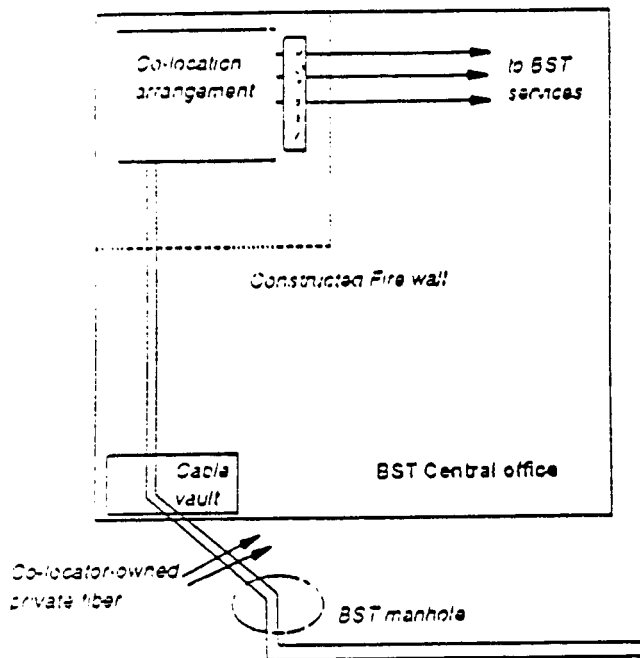 Co-location
arrangement
to BST
services
Constructed Fire wall
Cable
vault
BST Central office
Co-locator-owned
private fiber
BST manhole